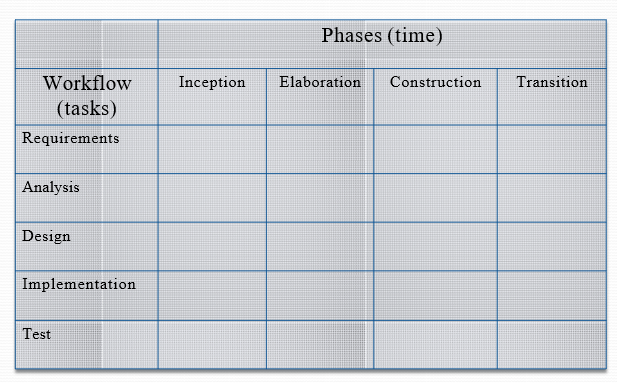 Phases (time)
Workflow
(tasks)
Inception
Elaboration
Construction
Transition
Requirements
Analysis
Design
Implementation
Test